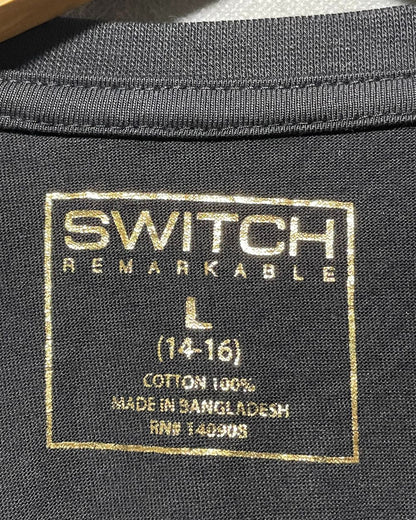 SWITCH
REMARKABLE
L
(14-16)
COTTON 100%
MADE IN BANGLADESH
RN# 140908